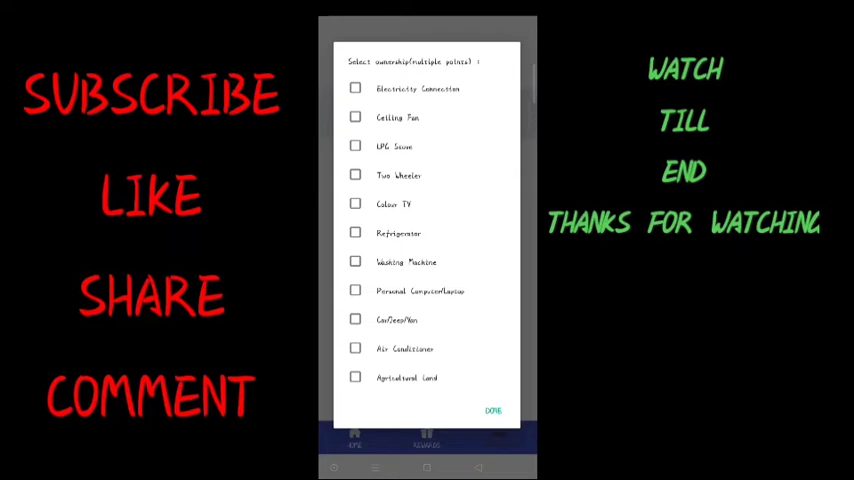 SUBSCRIBE
LIKE
SHARE
COMMENT
Select ownership(multiple points) :
Electricity Connection
Ceiling Fan
LPG Stove
Two Wheeler
Colour TV
Refrigerator
Washing Machine
Personal Computer/Laptop
Car/Jeep/Van
Air Conditioner
Agricultural Land
DONE
HOME
REWARDS
WATCH
TILL
END
THANKS FOR WATCHING